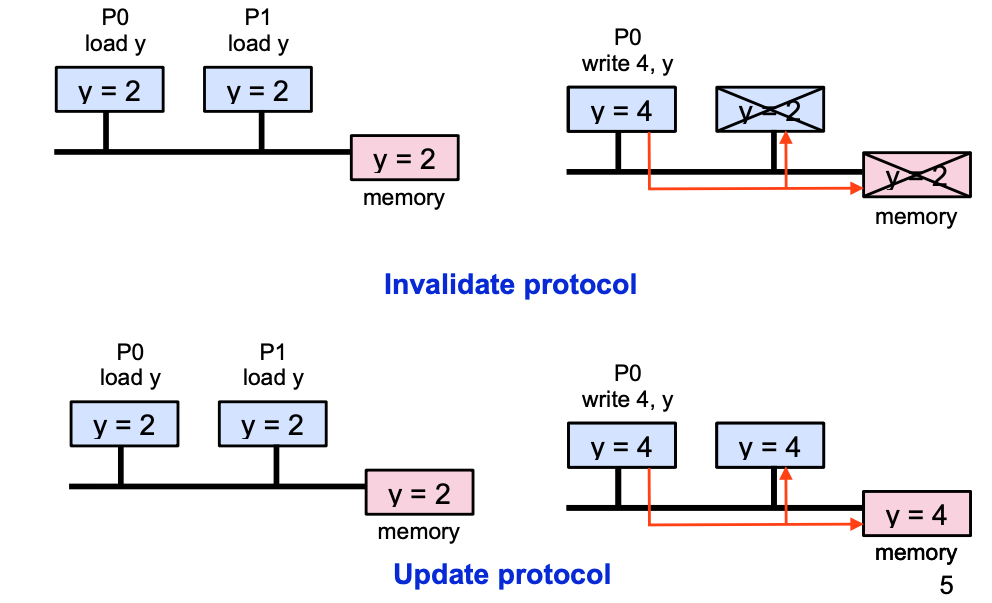 P0
load y
P1
load y
y = 2
y = 2
y = 2
memory
P0
write 4, y
y = 4
y = 2
y = 2
memory
Invalidate protocol
P0
load y
P1
load y
y = 2
y = 2
y = 2
memory
P0
write 4, y
y = 4
y = 4
y = 4
memory
Update protocol
5